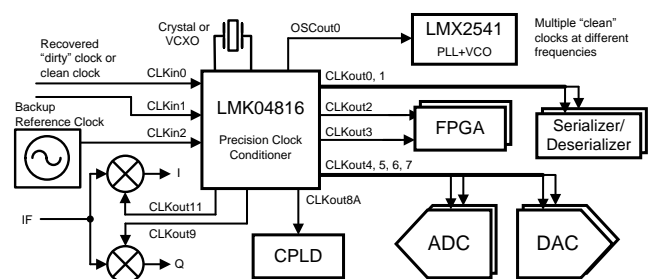 Crystal or
VCXO
OSCout0
LMX2541
PLL+VCO
Multiple “clean”
clocks at different
frequencies
Recovered
“dirty” clock or
clean clock
CLKin0
CLKin1
Backup
Reference Clock
CLKin2
LMK04816
Precision Clock
Conditioner
CLKout0, 1
CLKout2
CLKout3
FPGA
Serializer/
Deserializer
CLKout4, 5, 6, 7
I
CLKout11
IF
CLKout9
Q
CLKout8A
CPLD
ADC
DAC